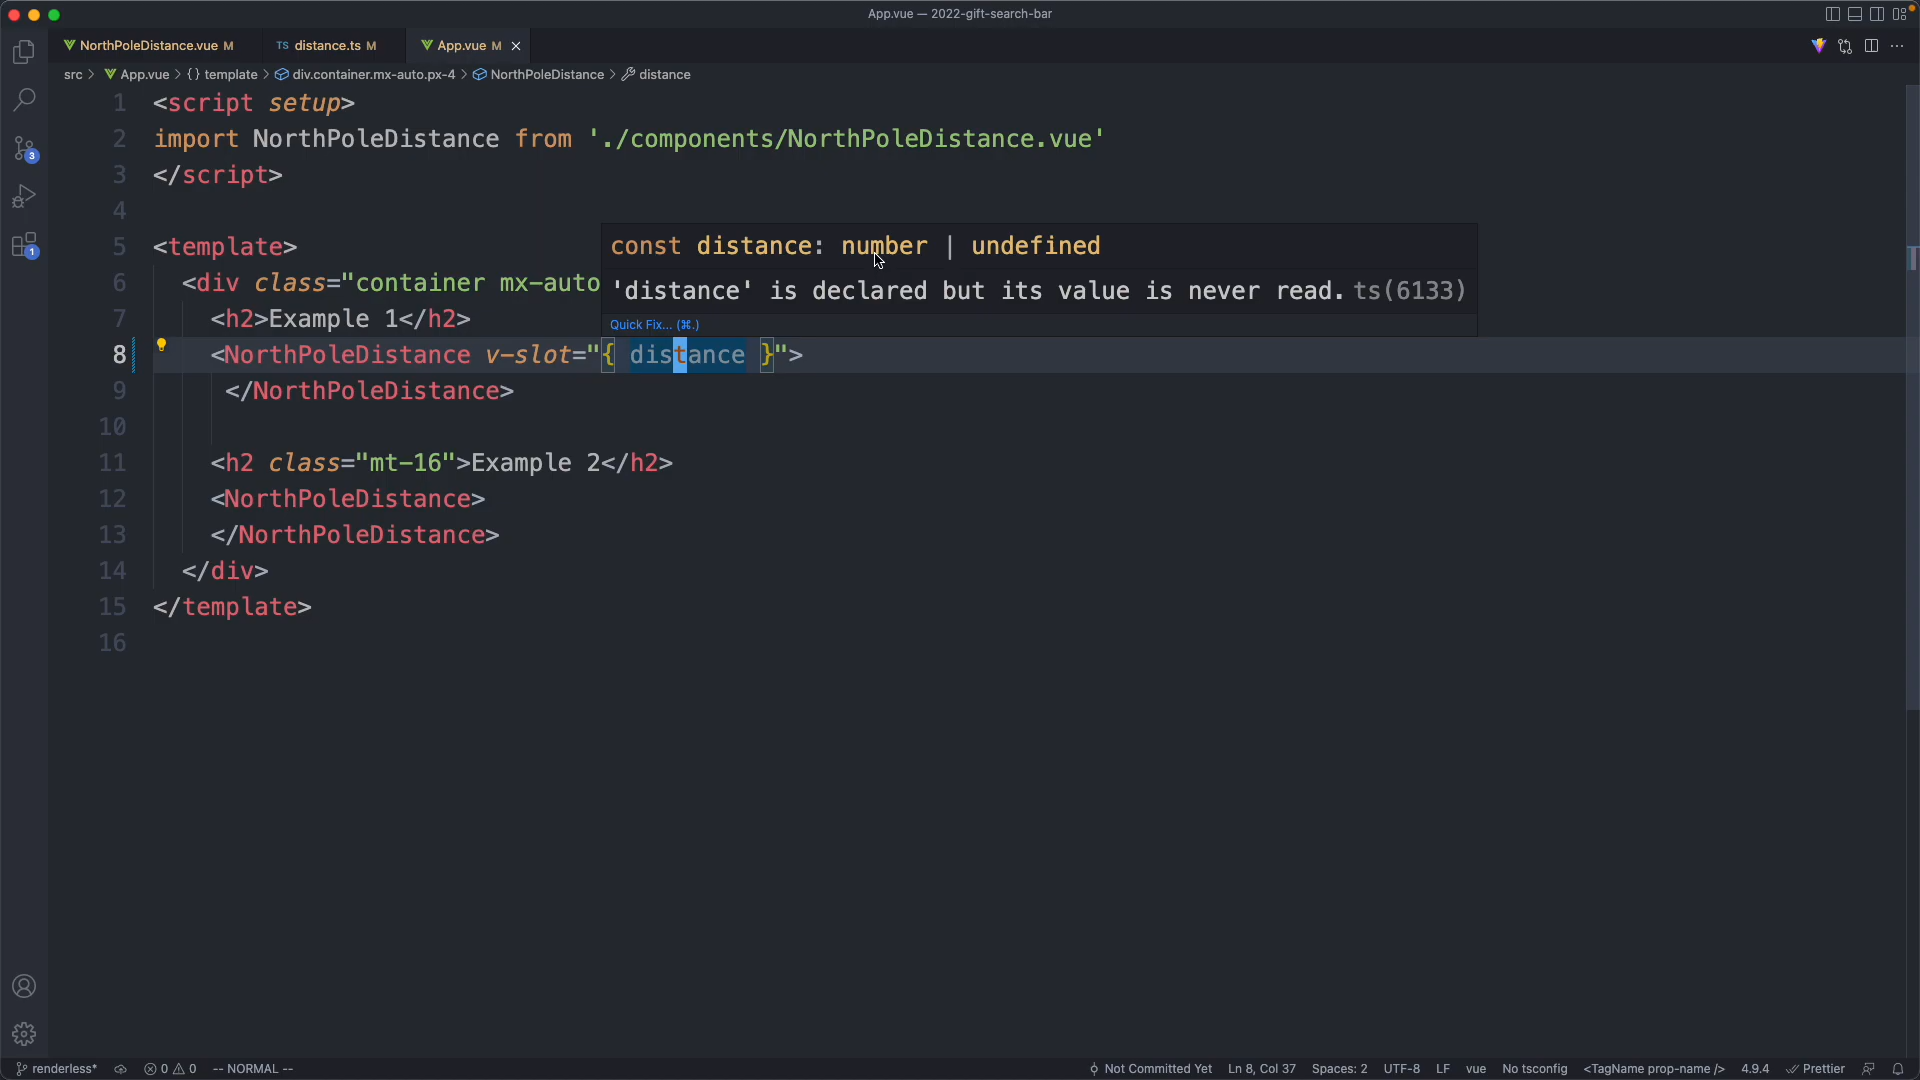 App.vue — 2022-gift-search-bar
NorthPoleDistance.vue M
TS distance.ts M
App.vue M
src > App.vue > {} template > div.container.mx-auto.px-4 > NorthPoleDistance > distance
1 <script setup>
2 import NorthPoleDistance from './components/NorthPoleDistance.vue'
3 </script>
4
5 <template>
const distance: number | undefined
6 <div class="container mx-auto
'distance' is declared but its value is never read. ts(6133)
7 <h2>Example 1</h2>
Quick Fix... (⌘.)
8 <NorthPoleDistance v-slot="{ distance }">
9 </NorthPoleDistance>
10
11 <h2 class="mt-16">Example 2</h2>
12 <NorthPoleDistance>
13 </NorthPoleDistance>
14 </div>
15 </template>
16
3
1
renderless* 0 0 -- NORMAL -- Not Committed Yet Ln 8, Col 37 Spaces: 2 UTF-8 LF vue No tsconfig <TagName prop-name /> 4.9.4 Prettier